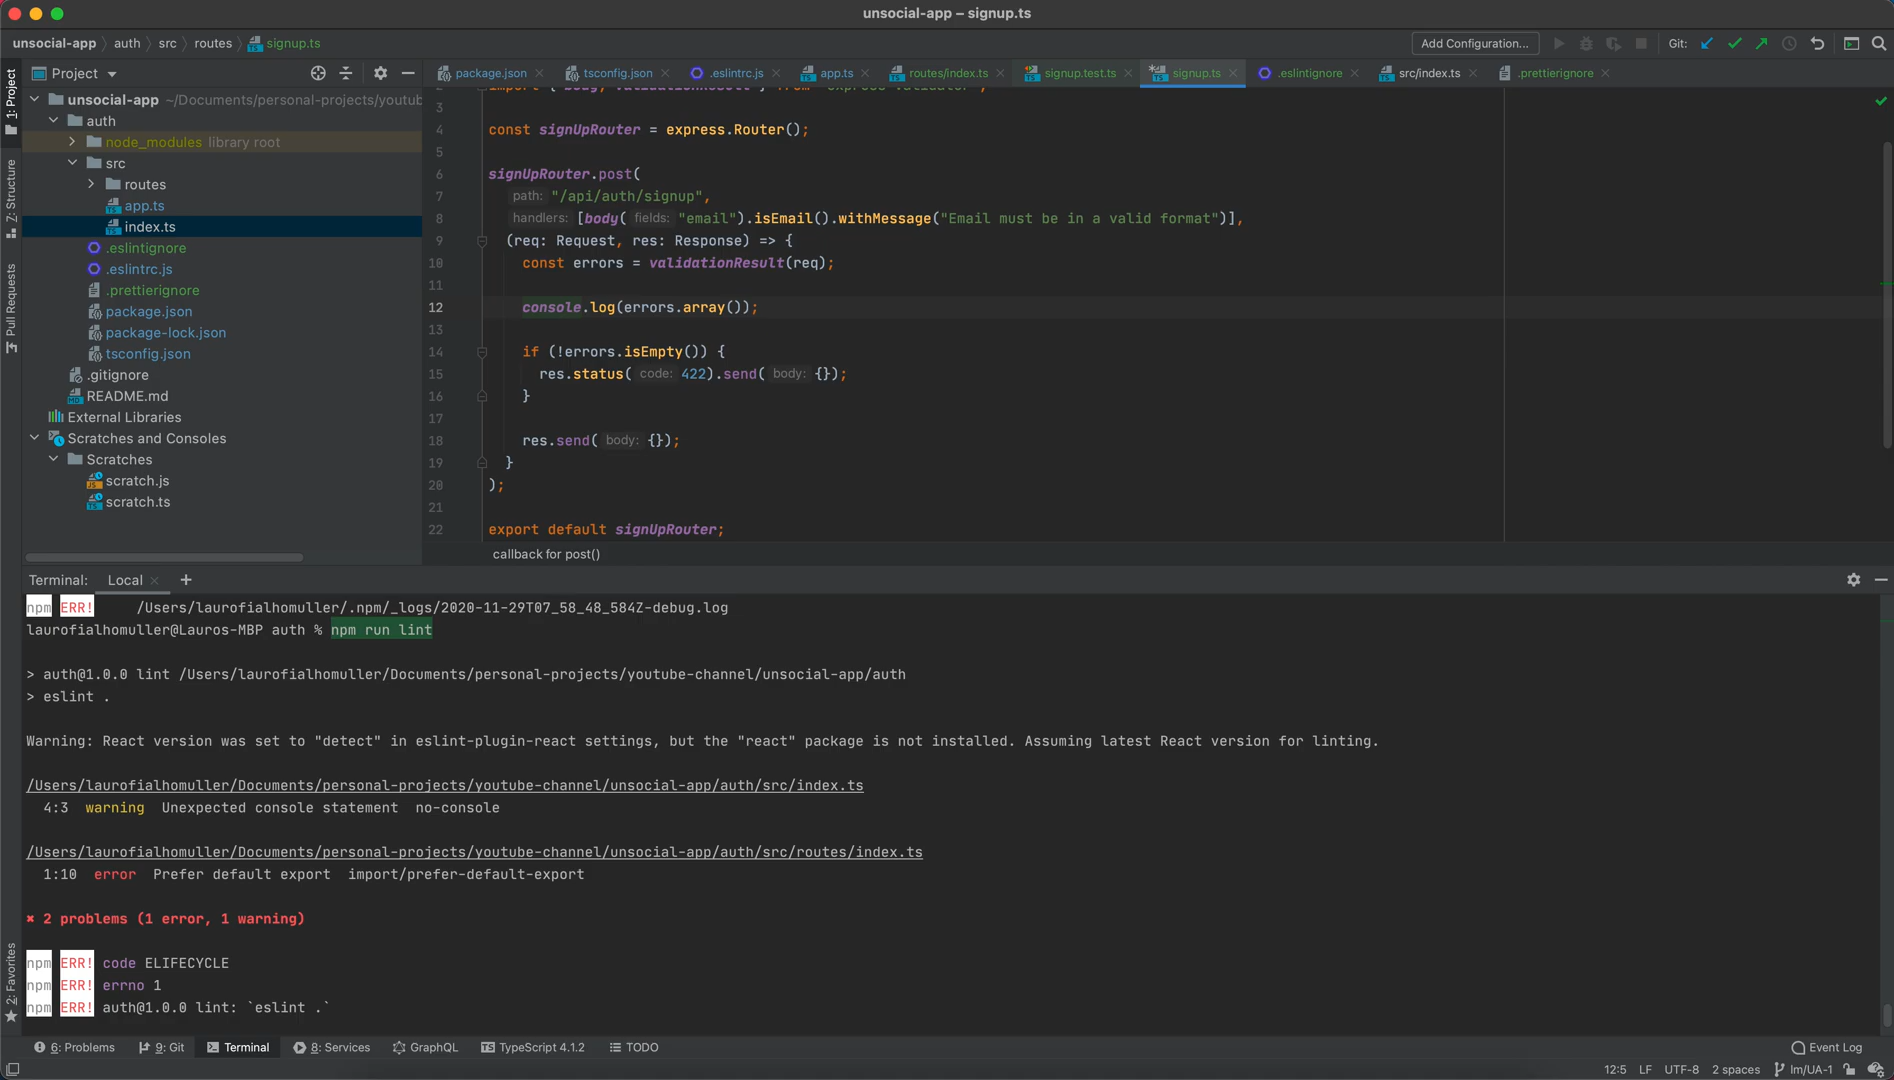 unsocial-app – signup.ts
unsocial-app auth src routes signup.ts
Add Configuration...
Git:
1: Project
Project
package.json
tsconfig.json
.eslintrc.js
app.ts
routes/index.ts
signup.test.ts
signup.ts
.eslintignore
src/index.ts
.prettierignore
unsocial-app ~/Documents/personal-projects/youtub
auth
node_modules library root
src
routes
app.ts
index.ts
.eslintignore
.eslintrc.js
.prettierignore
package.json
package-lock.json
tsconfig.json
.gitignore
README.md
External Libraries
Scratches and Consoles
Scratches
scratch.js
scratch.ts
Z: Structure
Pull Requests
2: Favorites
2 import { body, validationResult } from "express-validator";
3
4 const signUpRouter = express.Router();
5
6 signUpRouter.post(
7 path: "/api/auth/signup",
8 handlers: [body( fields: "email").isEmail().withMessage("Email must be in a valid format")],
9 (req: Request, res: Response) => {
10 const errors = validationResult(req);
11
12 console.log(errors.array());
13
14 if (!errors.isEmpty()) {
15 res.status( code: 422).send( body: {});
16 }
17
18 res.send( body: {});
19 }
20 );
21
22 export default signUpRouter;
callback for post()
Terminal: Local +
npm ERR! /Users/laurofialhomuller/.npm/_logs/2020-11-29T07_58_48_584Z-debug.log
laurofialhomuller@Lauros-MBP auth % npm run lint
> auth@1.0.0 lint /Users/laurofialhomuller/Documents/personal-projects/youtube-channel/unsocial-app/auth
> eslint .
Warning: React version was set to "detect" in eslint-plugin-react settings, but the "react" package is not installed. Assuming latest React version for linting.
/Users/laurofialhomuller/Documents/personal-projects/youtube-channel/unsocial-app/auth/src/index.ts
4:3 warning Unexpected console statement no-console
/Users/laurofialhomuller/Documents/personal-projects/youtube-channel/unsocial-app/auth/src/routes/index.ts
1:10 error Prefer default export import/prefer-default-export
✖ 2 problems (1 error, 1 warning)
npm ERR! code ELIFECYCLE
npm ERR! errno 1
npm ERR! auth@1.0.0 lint: `eslint .`
6: Problems
9: Git
Terminal
8: Services
GraphQL
TypeScript 4.1.2
TODO
Event Log
12:5 LF UTF-8 2 spaces lm/UA-1